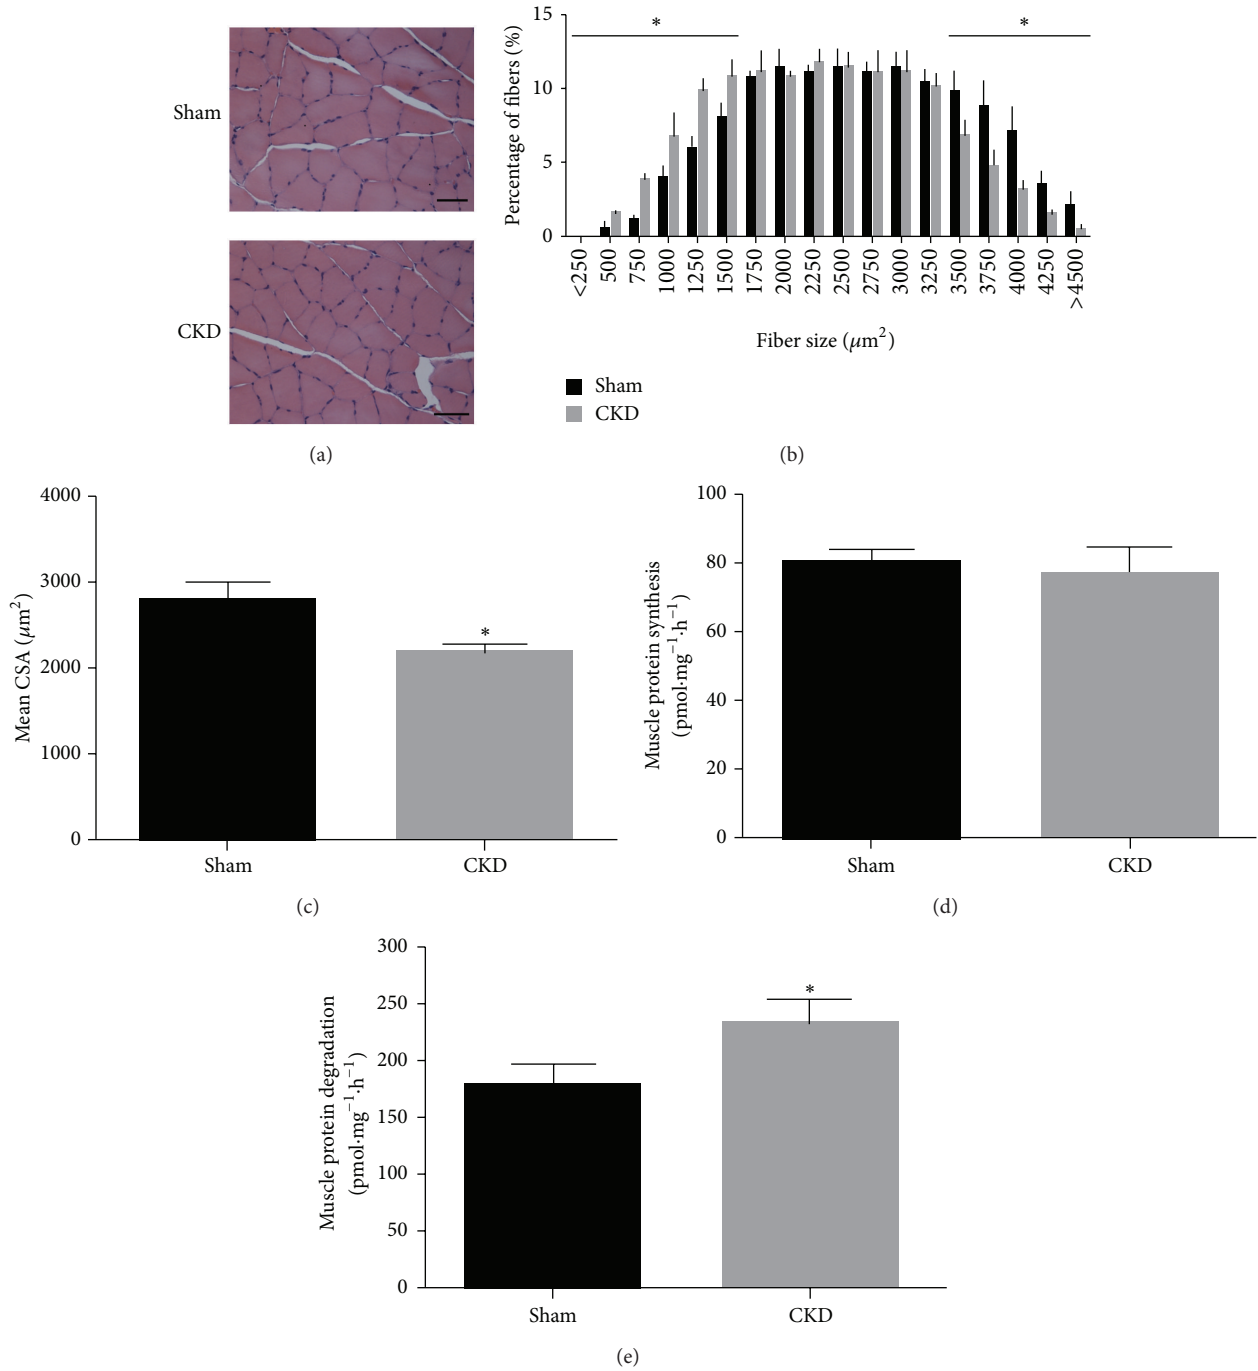 Sham
CKD
(a)
Percentage of fibers (%)
15
10
5
0
*
*
<250
500
750
1000
1250
1500
1750
2000
2250
2500
2750
3000
3250
3500
3750
4000
4250
>4500
Fiber size (μm²)
Sham
CKD
(b)
Mean CSA (μm²)
4000
3000
2000
1000
0
*
Sham
CKD
(c)
Muscle protein synthesis
(pmol·mg⁻¹·h⁻¹)
100
80
60
40
20
0
Sham
CKD
(d)
Muscle protein degradation
(pmol·mg⁻¹·h⁻¹)
300
250
200
150
100
50
0
*
Sham
CKD
(e)